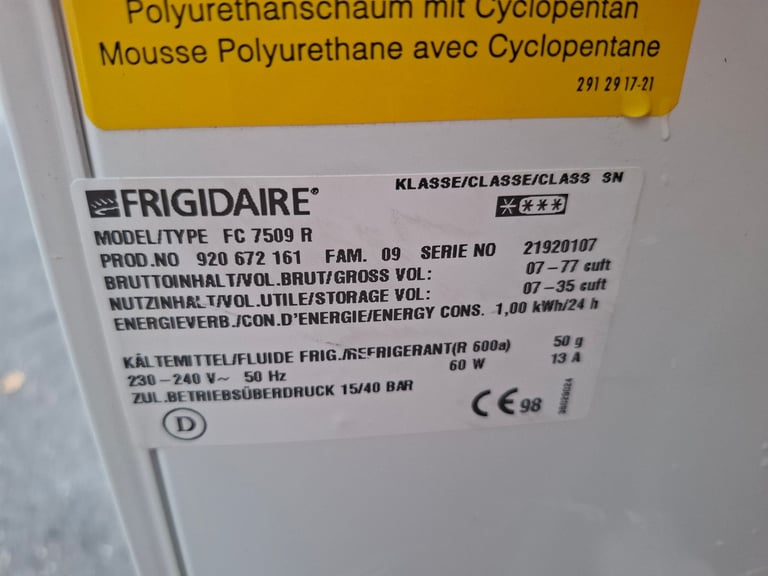 Polyurethanschaum mit Cyclopentan
Mousse Polyurethane avec Cyclopentane
291 29 17-21
FRIGIDAIRE®
KLASSE/CLASSE/CLASS SN
MODEL/TYPE FC 7509 R
PROD.NO 920 672 161 FAM. 09 SERIE NO 21920107
BRUTTOINHALT/VOL.BRUT/GROSS VOL: 07-77 cuft
NUTZINHALT/VOL.UTILE/STORAGE VOL: 07-35 cuft
ENERGIEVERB./CON.D'ENERGIE/ENERGY CONS. 1,00 kWh/24 h
KÄLTEMITTEL/FLUIDE FRIG./REFRIGERANT(R 600a) 50 g
230-240 V~ 50 Hz 60 W 13 A
ZUL.BETRIEBSÜBERDRUCK 15/40 BAR
D
CE 98